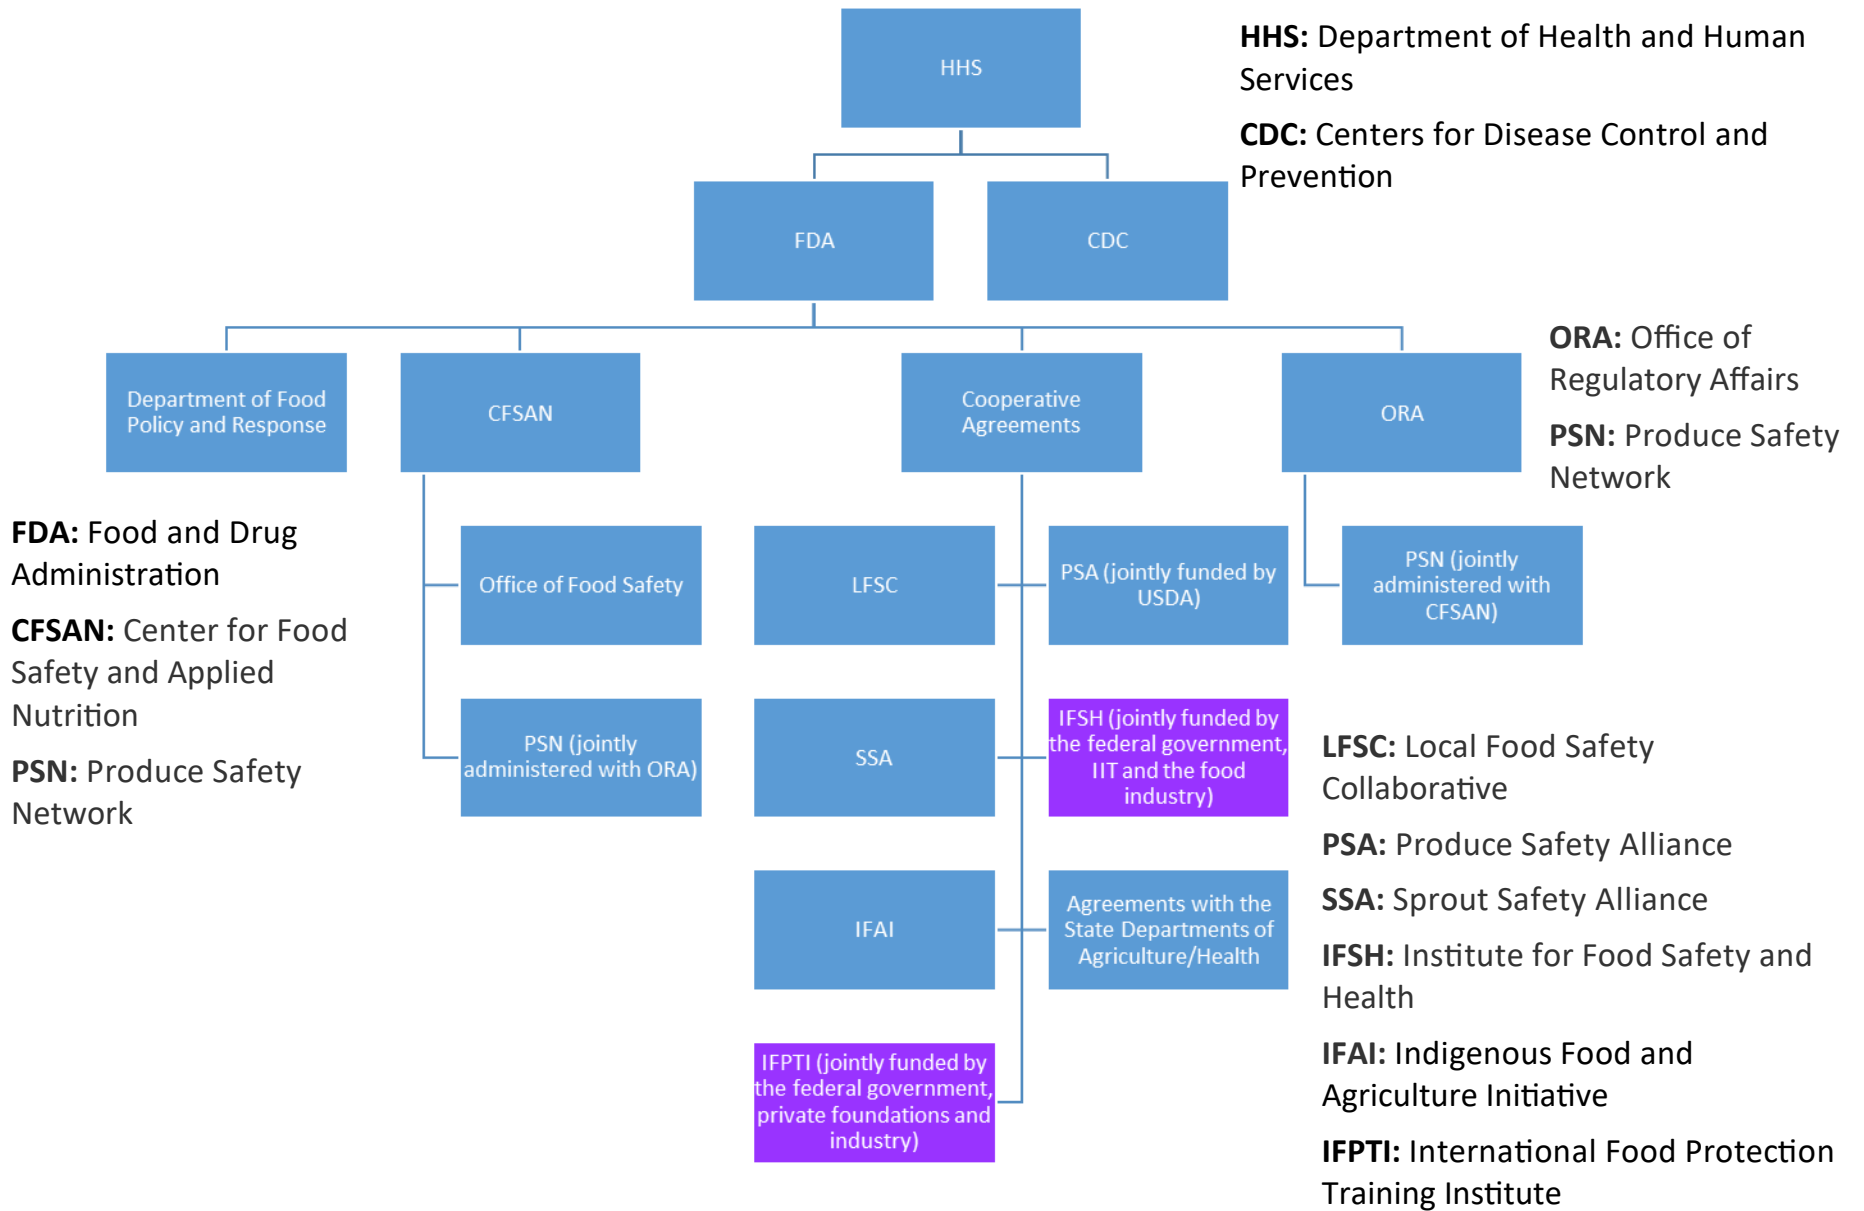 HHS
HHS: Department of Health and Human
Services
CDC: Centers for Disease Control and
Prevention
FDA
CDC
Department of Food
Policy and Response
CFSAN
Cooperative
Agreements
ORA
ORA: Office of
Regulatory Affairs
PSN: Produce Safety
Network
FDA: Food and Drug
Administration
CFSAN: Center for Food
Safety and Applied
Nutrition
PSN: Produce Safety
Network
Office of Food Safety
LFSC
PSA (jointly funded by
USDA)
PSN (jointly
administered with
CFSAN)
PSN (jointly
administered with ORA)
SSA
IFSH (jointly funded by
the federal government,
IIT and the food
industry)
IFAI
Agreements with the
State Departments of
Agriculture/Health
IFPTI (jointly funded by
the federal government,
private foundations and
industry)
LFSC: Local Food Safety
Collaborative
PSA: Produce Safety Alliance
SSA: Sprout Safety Alliance
IFSH: Institute for Food Safety and
Health
IFAI: Indigenous Food and
Agriculture Initiative
IFPTI: International Food Protection
Training Institute